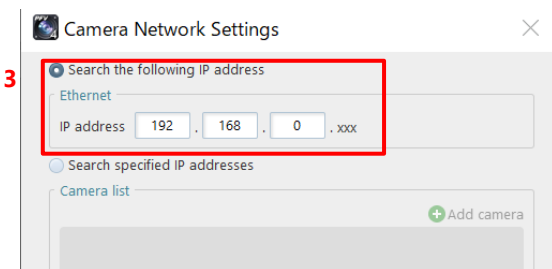 Camera Network Settings
3
Search the following IP address
Ethernet
IP address 192 . 168 . 0 . xxx
Search specified IP addresses
Camera list
Add camera